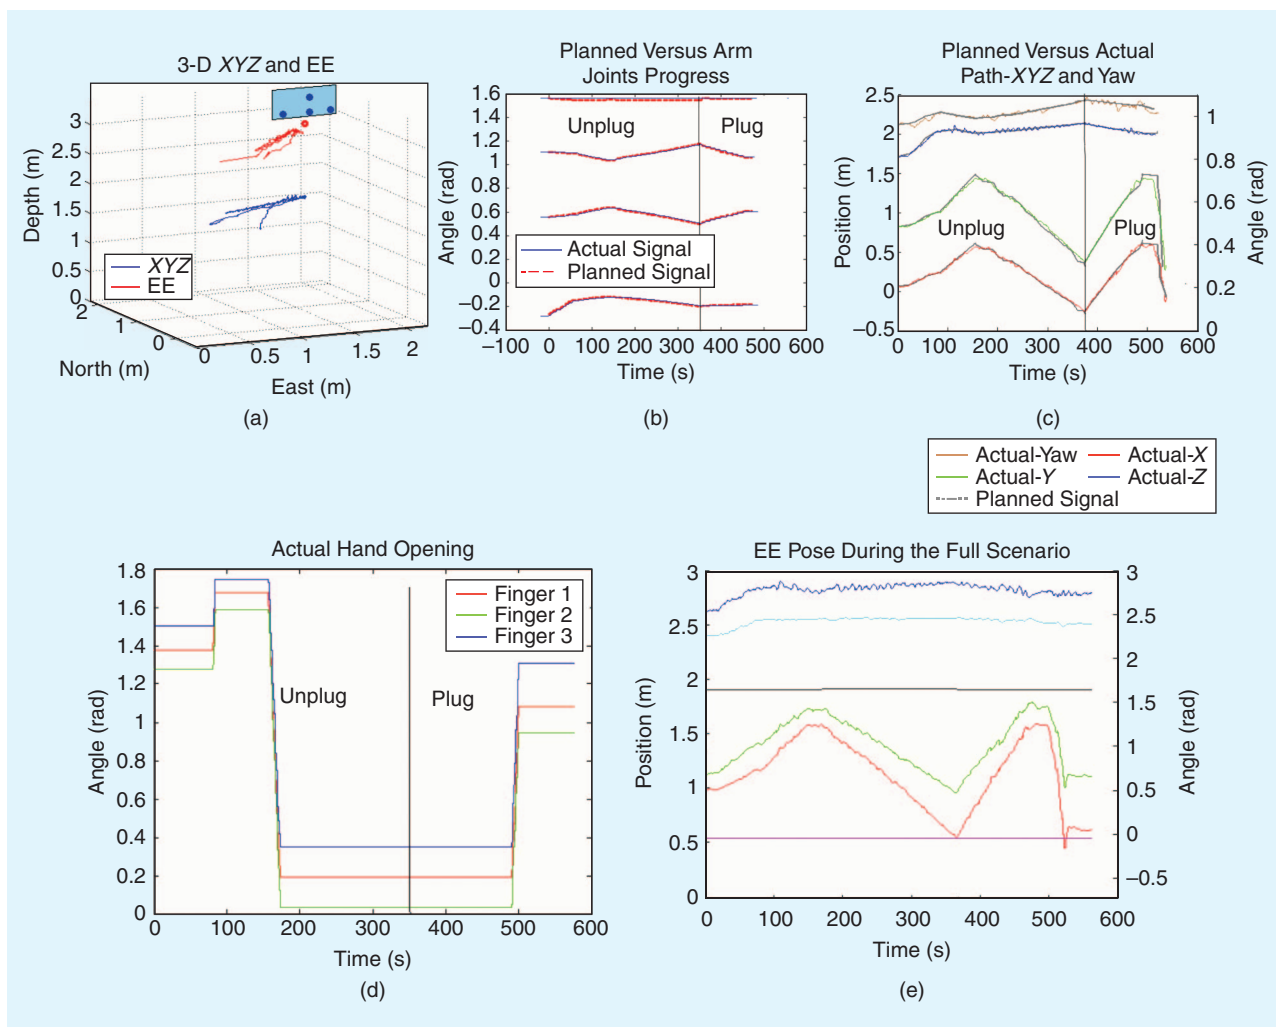 3-D XYZ and EE
3
2.5
2
1.5
1
0.5
0
Depth (m)
XYZ
EE
2
1
0
North (m)
0
0.5
1
1.5
2
East (m)
(a)
Planned Versus Arm
Joints Progress
1.6
1.4
1.2
1
0.8
0.6
0.4
0.2
0
−0.2
−0.4
Angle (rad)
Unplug
Plug
Actual Signal
Planned Signal
−100 0 100 200 300 400 500 600
Time (s)
(b)
Planned Versus Actual
Path-XYZ and Yaw
2.5
2
1.5
1
0.5
0
−0.5
Position (m)
Unplug
Plug
1
0.8
0.6
0.4
0.2
0
Angle (rad)
0 100 200 300 400 500 600
Time (s)
(c)
Actual-Yaw Actual-X
Actual-Y Actual-Z
Planned Signal
Actual Hand Opening
1.8
1.6
1.4
1.2
1
0.8
0.6
0.4
0.2
0
Angle (rad)
Finger 1
Finger 2
Finger 3
Unplug
Plug
0 100 200 300 400 500 600
Time (s)
(d)
EE Pose During the Full Scenario
3
2.5
2
1.5
1
0.5
0
Position (m)
3
2.5
2
1.5
1
0.5
0
−0.5
Angle (rad)
0 100 200 300 400 500 600
Time (s)
(e)